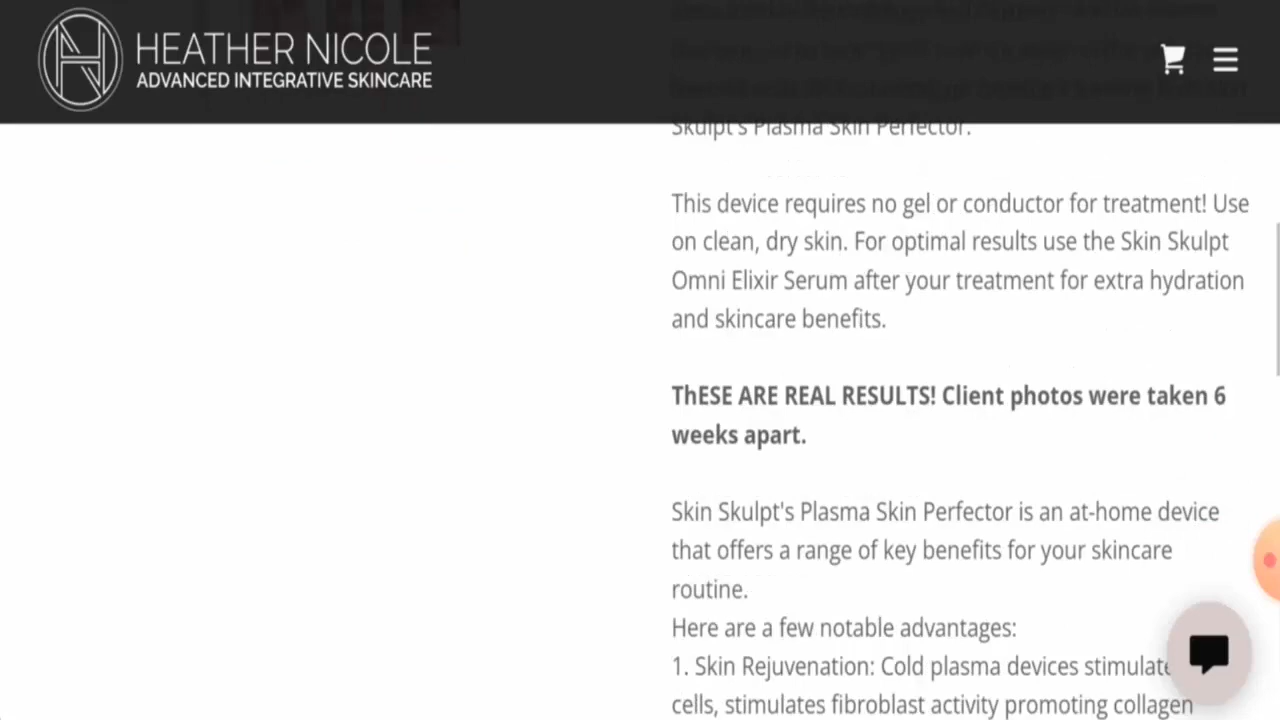 HEATHER NICOLE
ADVANCED INTEGRATIVE SKINCARE
Skulpt's Plasma Skin Perfector.
This device requires no gel or conductor for treatment! Use
on clean, dry skin. For optimal results use the Skin Skulpt
Omni Elixir Serum after your treatment for extra hydration
and skincare benefits.
ThESE ARE REAL RESULTS! Client photos were taken 6
weeks apart.
Skin Skulpt's Plasma Skin Perfector is an at-home device
that offers a range of key benefits for your skincare
routine.
Here are a few notable advantages:
1. Skin Rejuvenation: Cold plasma devices stimulate
cells, stimulates fibroblast activity promoting collagen